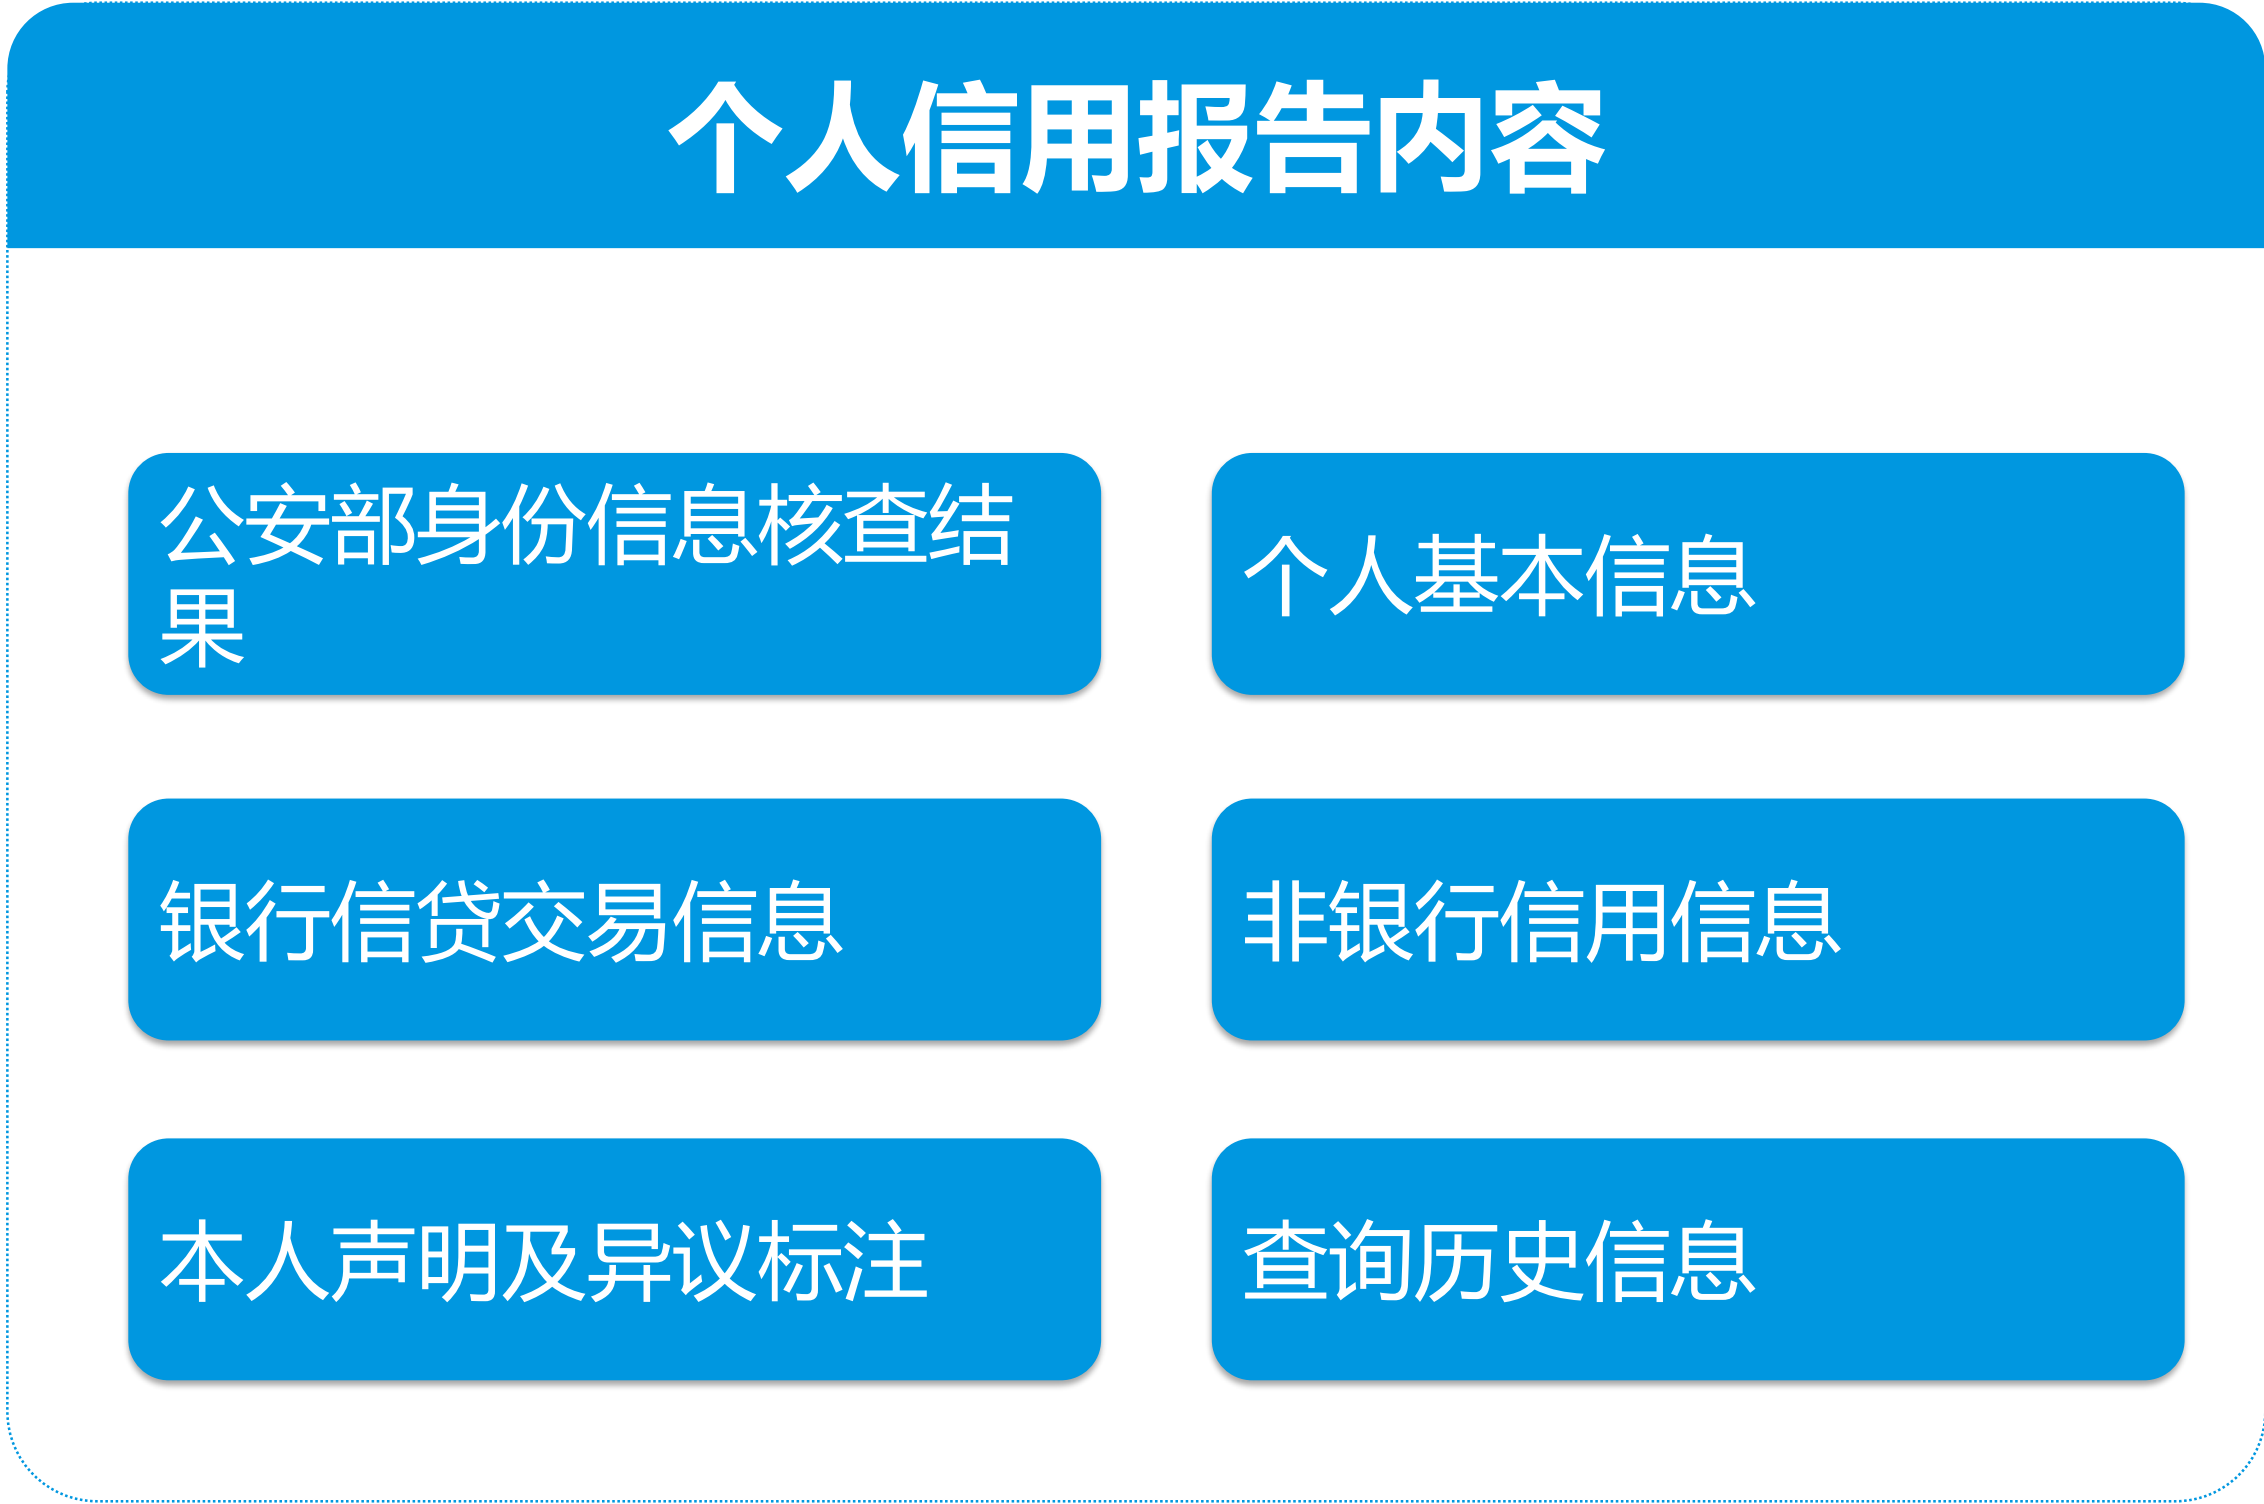 个人信用报告内容
公安部身份信息核查结
果
个人基本信息
银行信贷交易信息
非银行信用信息
本人声明及异议标注
查询历史信息